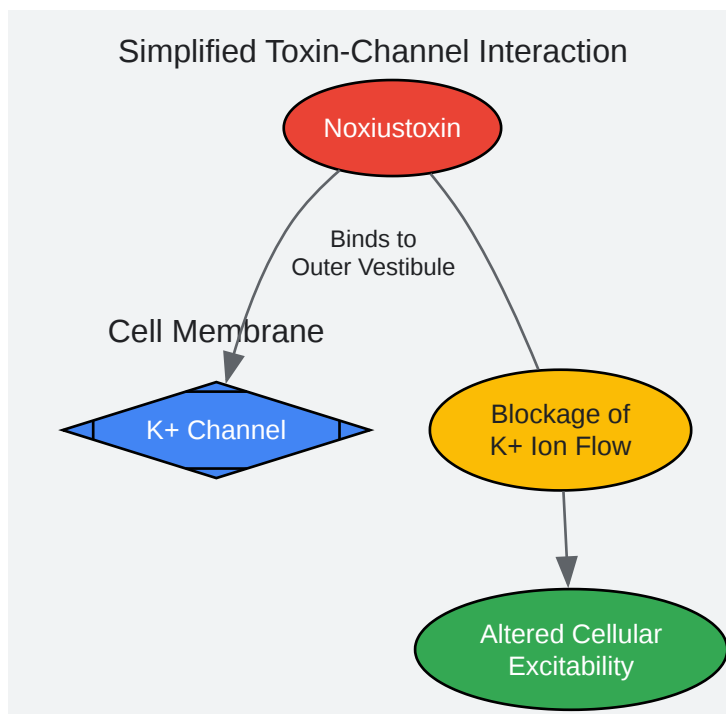 Simplified Toxin-Channel Interaction
Noxiustoxin
Binds to
Outer Vestibule
Cell Membrane
K+ Channel
Blockage of
K+ Ion Flow
Altered Cellular
Excitability